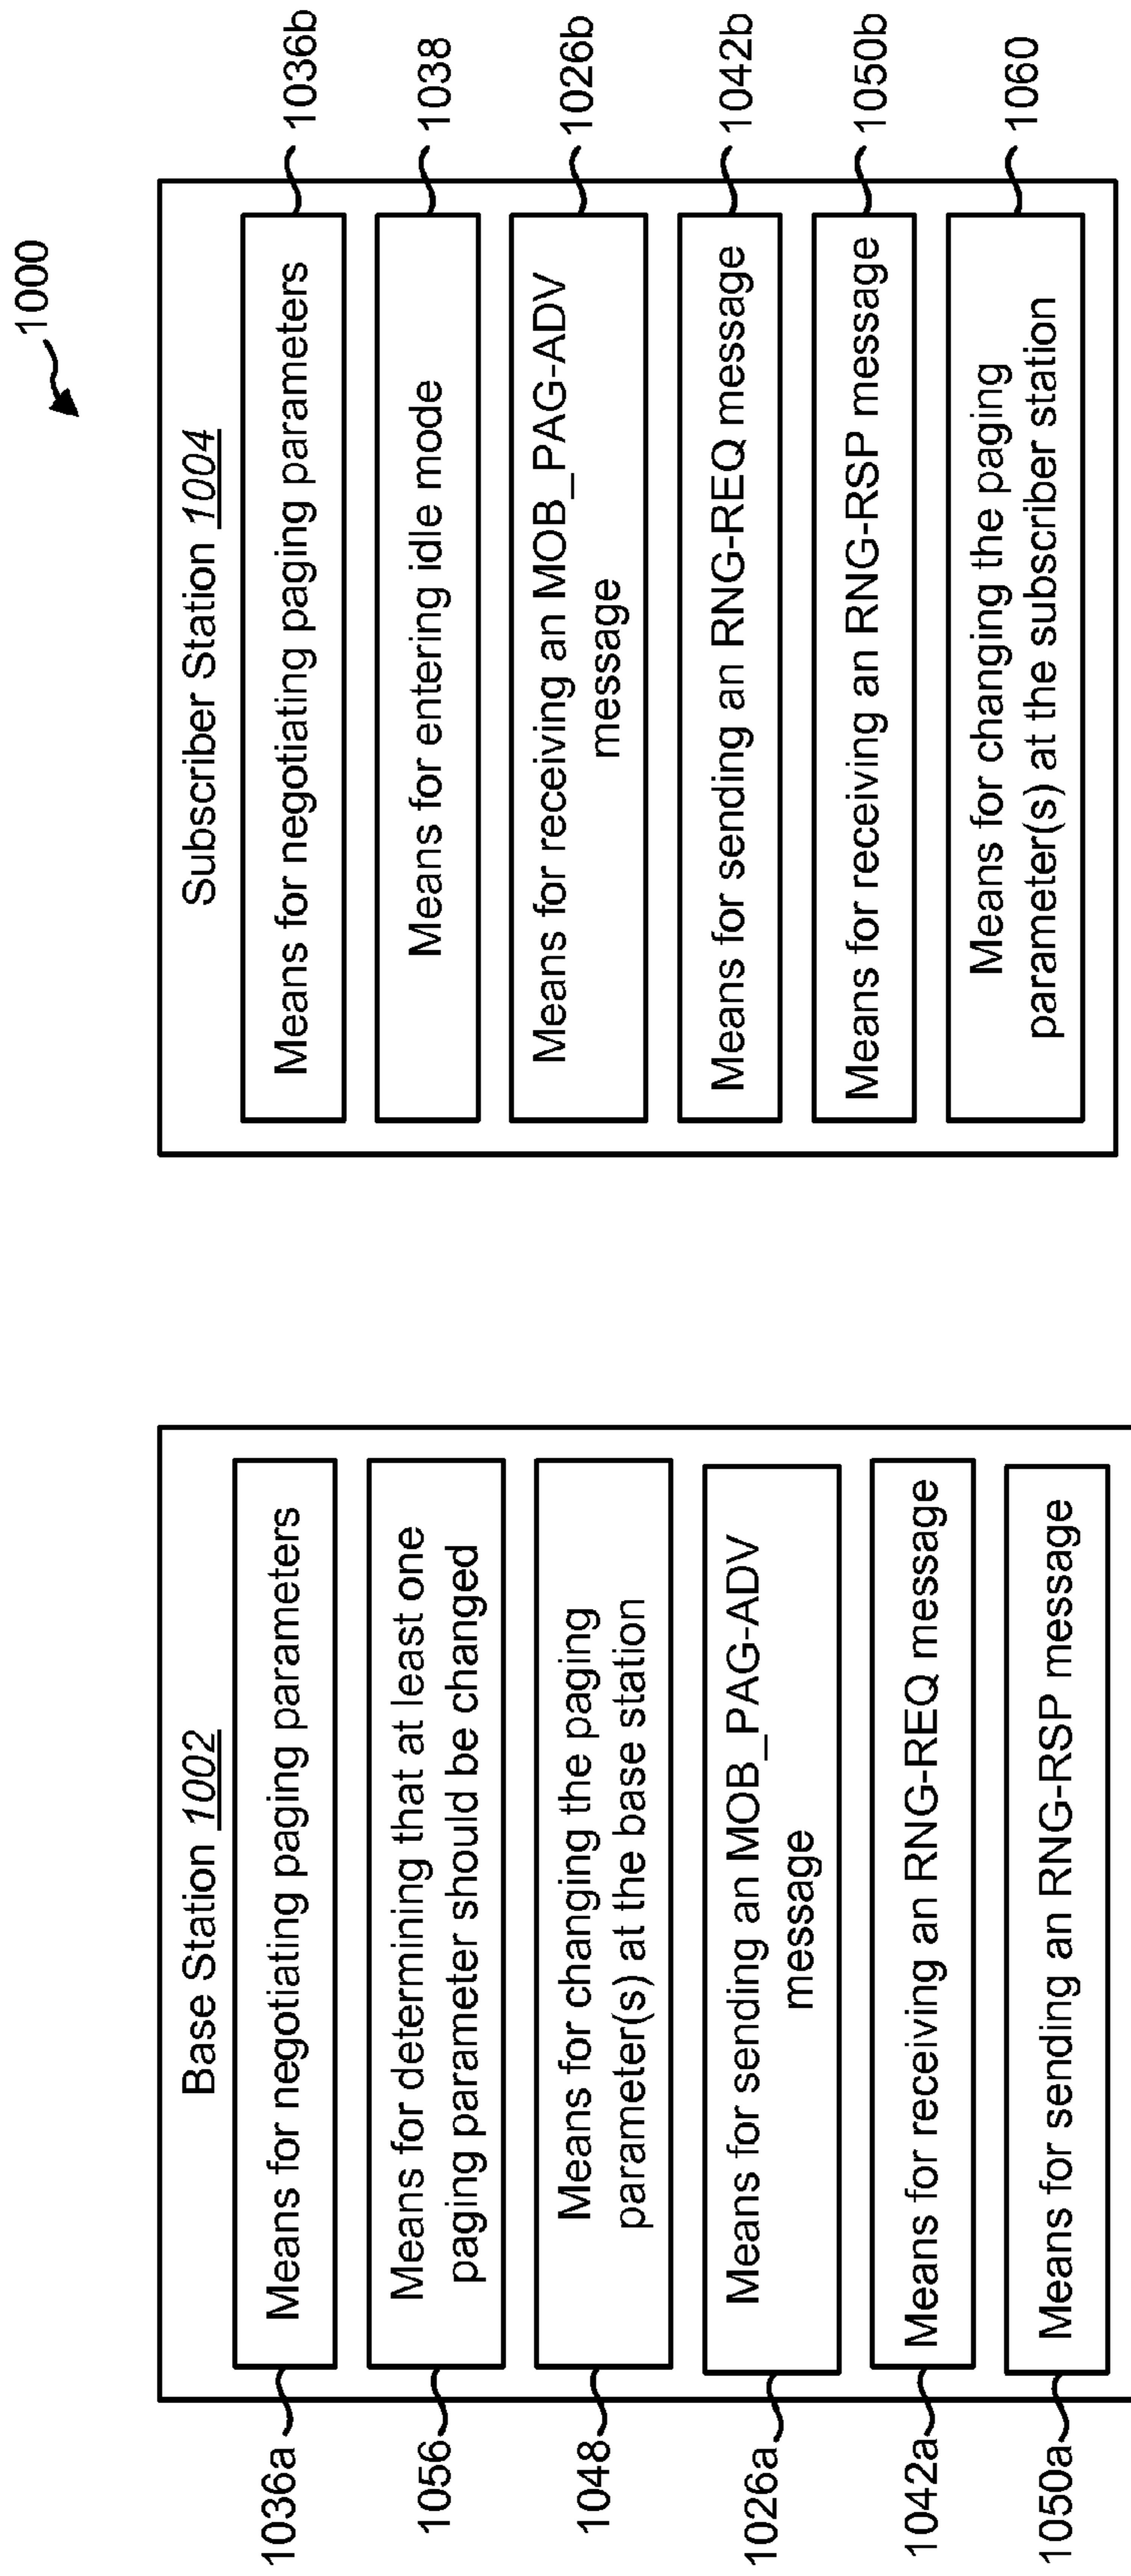 1000
Base Station 1002
1036a
Means for negotiating paging parameters
1056
Means for determining that at least one
paging parameter should be changed
1048
Means for changing the paging
parameter(s) at the base station
1026a
Means for sending an MOB_PAG-ADV
message
1042a
Means for receiving an RNG-REQ message
1050a
Means for sending an RNG-RSP message
Subscriber Station 1004
Means for negotiating paging parameters
1036b
Means for entering idle mode
1038
Means for receiving an MOB_PAG-ADV
message
1026b
Means for sending an RNG-REQ message
1042b
Means for receiving an RNG-RSP message
1050b
Means for changing the paging
parameter(s) at the subscriber station
1060